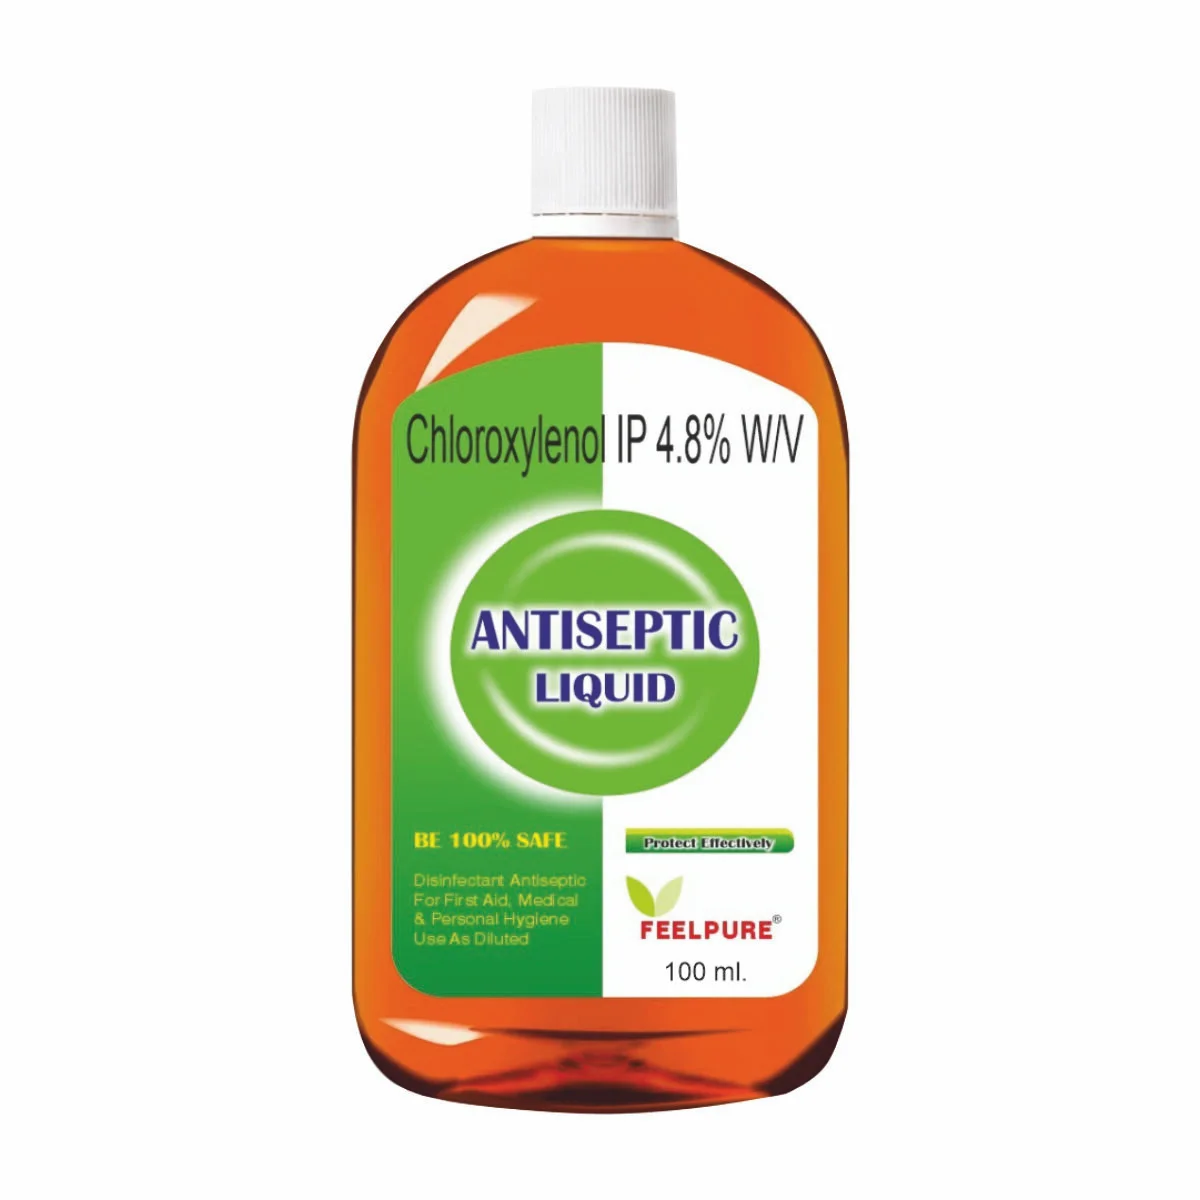 Chloroxylenol IP 4.8% W/V
ANTISEPTIC
LIQUID
BE 100% SAFE
Disinfectant Antiseptic
For First Aid, Medical
& Personal Hygiene
Use As Diluted
Protect Effectively
FEELPURE®
100 ml.